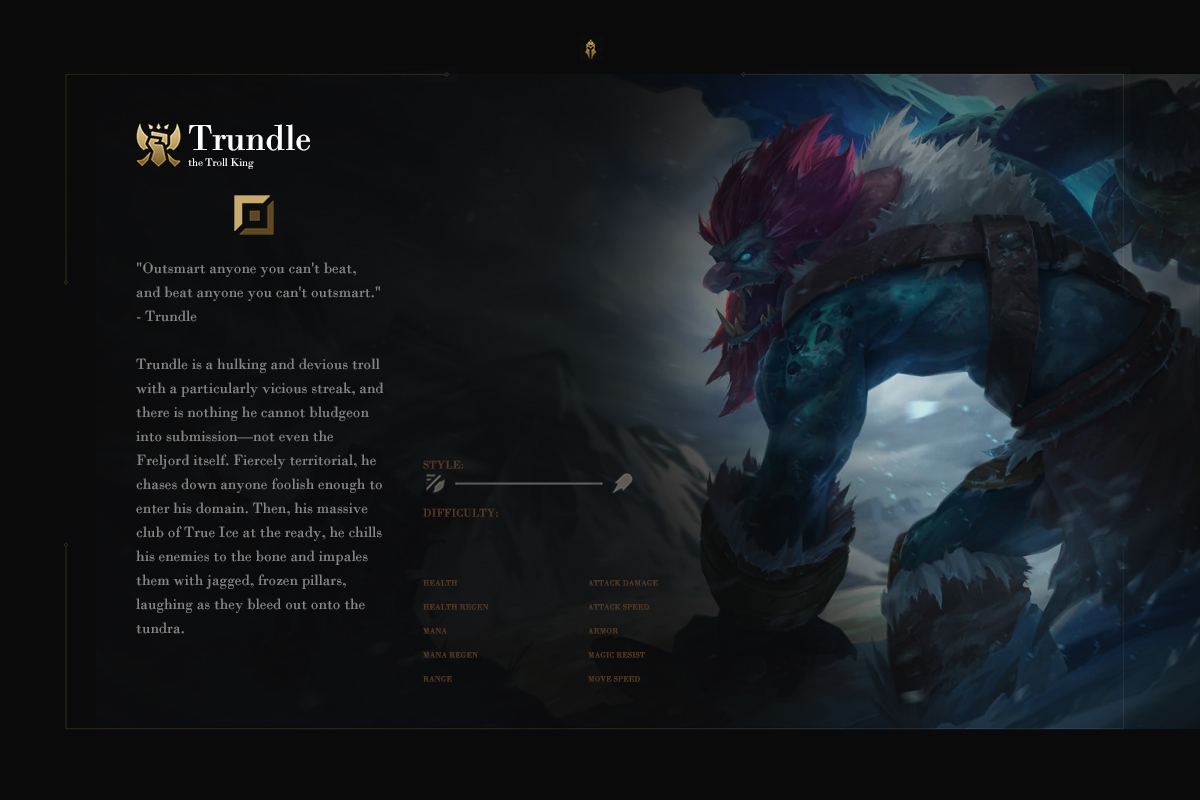 Trundle
the Troll King
"Outsmart anyone you can't beat,
and beat anyone you can't outsmart."
- Trundle
Trundle is a hulking and devious troll
with a particularly vicious streak, and
there is nothing he cannot bludgeon
into submission—not even the
Freljord itself. Fiercely territorial, he
chases down anyone foolish enough to
enter his domain. Then, his massive
club of True Ice at the ready, he chills
his enemies to the bone and impales
them with jagged, frozen pillars,
laughing as they bleed out onto the
tundra.
STYLE:
DIFFICULTY:
HEALTH
HEALTH REGEN
MANA
MANA REGEN
RANGE
ATTACK DAMAGE
ATTACK SPEED
ARMOR
MAGIC RESIST
MOVE SPEED